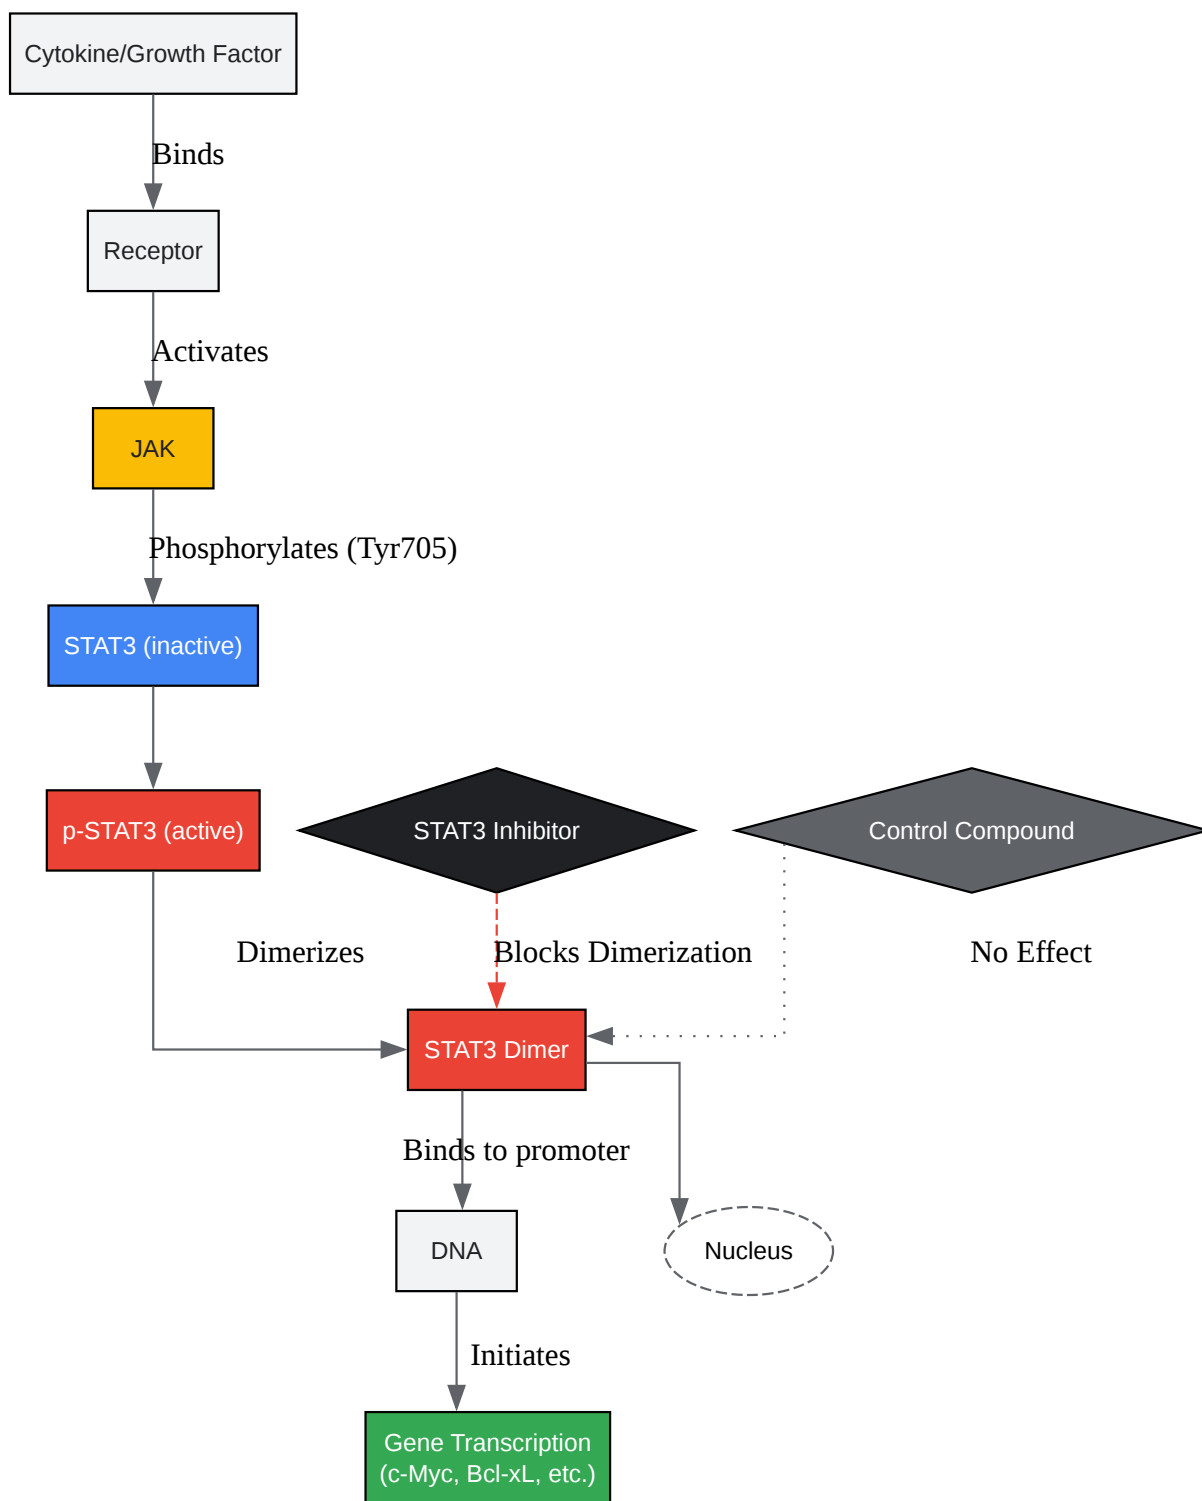 Cytokine/Growth Factor
Binds
Receptor
Activates
JAK
Phosphorylates (Tyr705)
STAT3 (inactive)
p-STAT3 (active)
STAT3 Inhibitor
Control Compound
Dimerizes
Blocks Dimerization
No Effect
STAT3 Dimer
Binds to promoter
DNA
Nucleus
Initiates
Gene Transcription
(c-Myc, Bcl-xL, etc.)